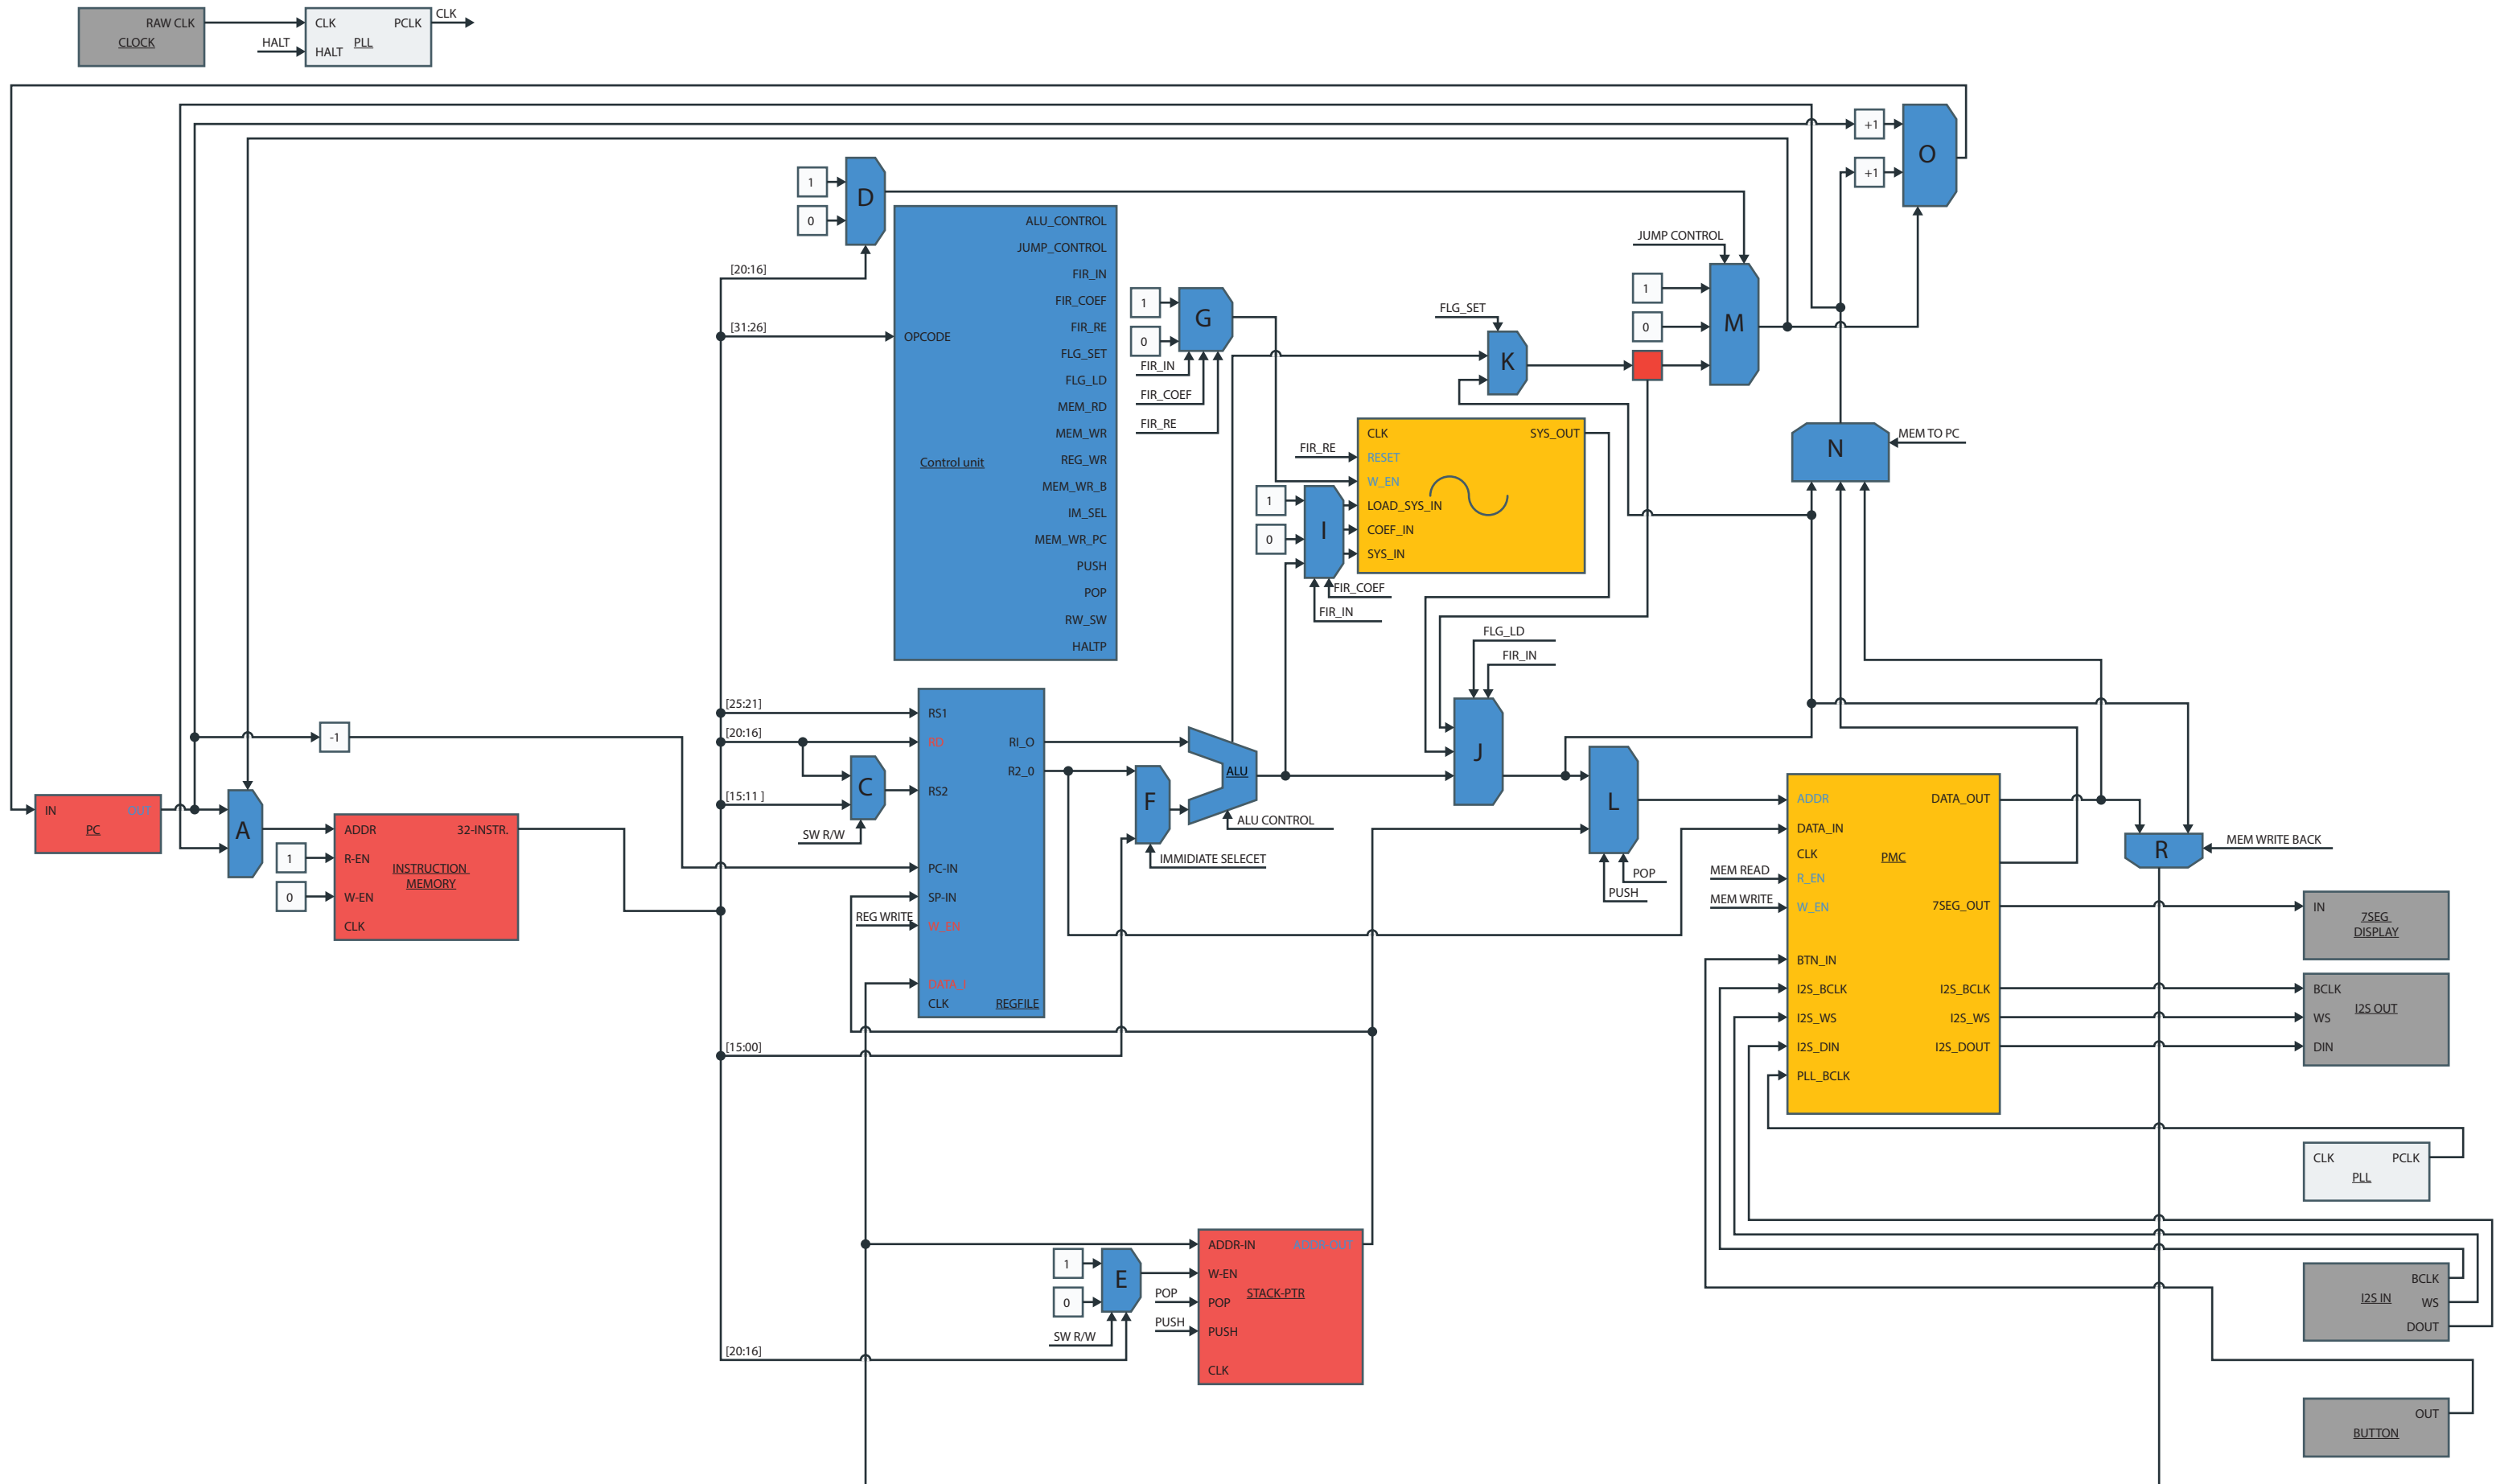 RAW CLK
CLOCK
CLK
PCLK
HALT
HALT
PLL
CLK
+1
+1
O
1
0
D
[20:16]
[31:26]
OPCODE
Control unit
ALU_CONTROL
JUMP_CONTROL
FIR_IN
FIR_COEF
FIR_RE
FLG_SET
FLG_LD
MEM_RD
MEM_WR
REG_WR
MEM_WR_B
IM_SEL
MEM_WR_PC
PUSH
POP
RW_SW
HALTP
1
0
G
FIR_IN
FIR_COEF
FIR_RE
FLG_SET
K
JUMP CONTROL
1
0
M
N
MEM TO PC
FIR_RE
CLK
SYS_OUT
RESET
W_EN
LOAD_SYS_IN
COEF_IN
SYS_IN
1
0
I
FIR_COEF
FIR_IN
FLG_LD
FIR_IN
J
[25:21]
[20:16]
[15:11 ]
RS1
RD
RI_O
R2_0
RS2
C
SW R/W
PC-IN
SP-IN
REG WRITE
W_EN
DATA_I
CLK
REGFILE
[15:00]
F
IMMIDIATE SELECET
ALU
ALU CONTROL
L
POP
PUSH
-1
IN
OUT
PC
A
1
0
ADDR
32-INSTR.
R-EN
INSTRUCTION
MEMORY
W-EN
CLK
ADDR
DATA_OUT
DATA_IN
CLK
PMC
MEM READ
R_EN
MEM WRITE
W_EN
7SEG_OUT
BTN_IN
I2S_BCLK
I2S_BCLK
I2S_WS
I2S_WS
I2S_DIN
I2S_DOUT
PLL_BCLK
R
MEM WRITE BACK
IN
7SEG
DISPLAY
BCLK
I2S OUT
WS
DIN
CLK
PCLK
PLL
BCLK
I2S IN
WS
DOUT
OUT
BUTTON
1
0
E
SW R/W
[20:16]
POP
PUSH
ADDR-IN
ADDR OUT
W-EN
STACK-PTR
POP
PUSH
CLK